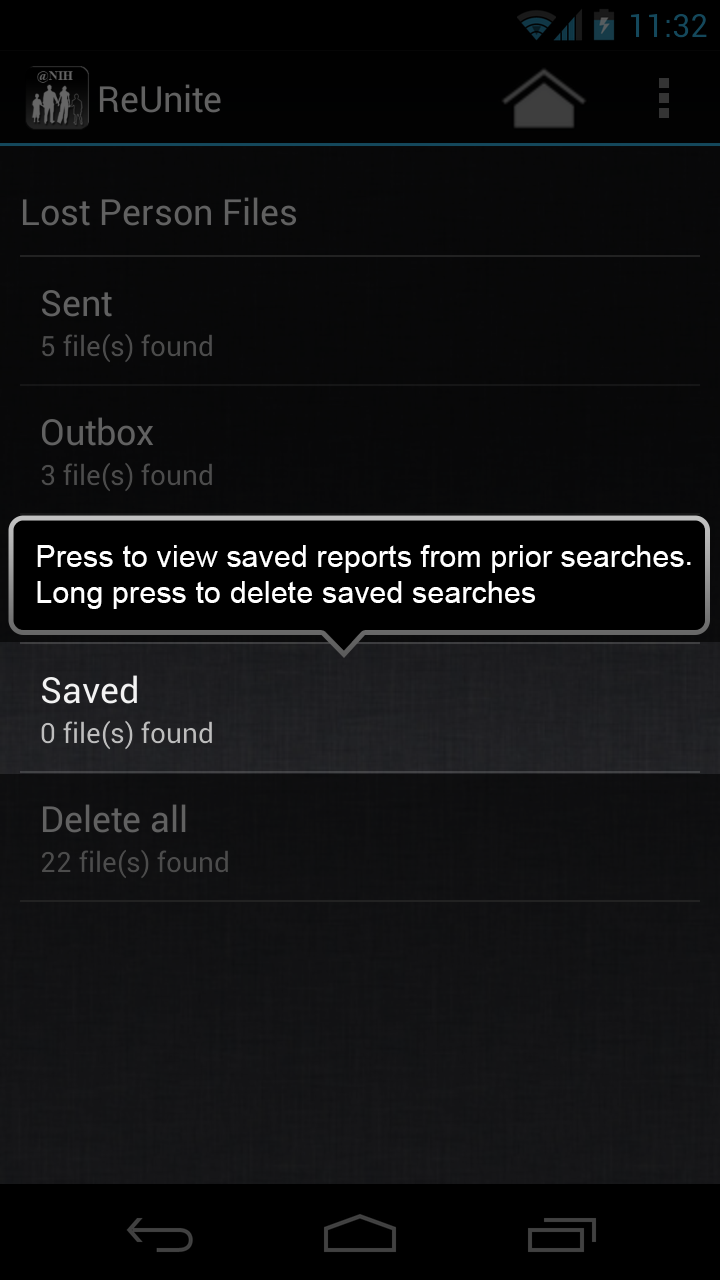 11:32
@NIH
ReUnite
Lost Person Files
Sent
5 file(s) found
Outbox
3 file(s) found
Press to view saved reports from prior searches.
Long press to delete saved searches
Saved
0 file(s) found
Delete all
22 file(s) found